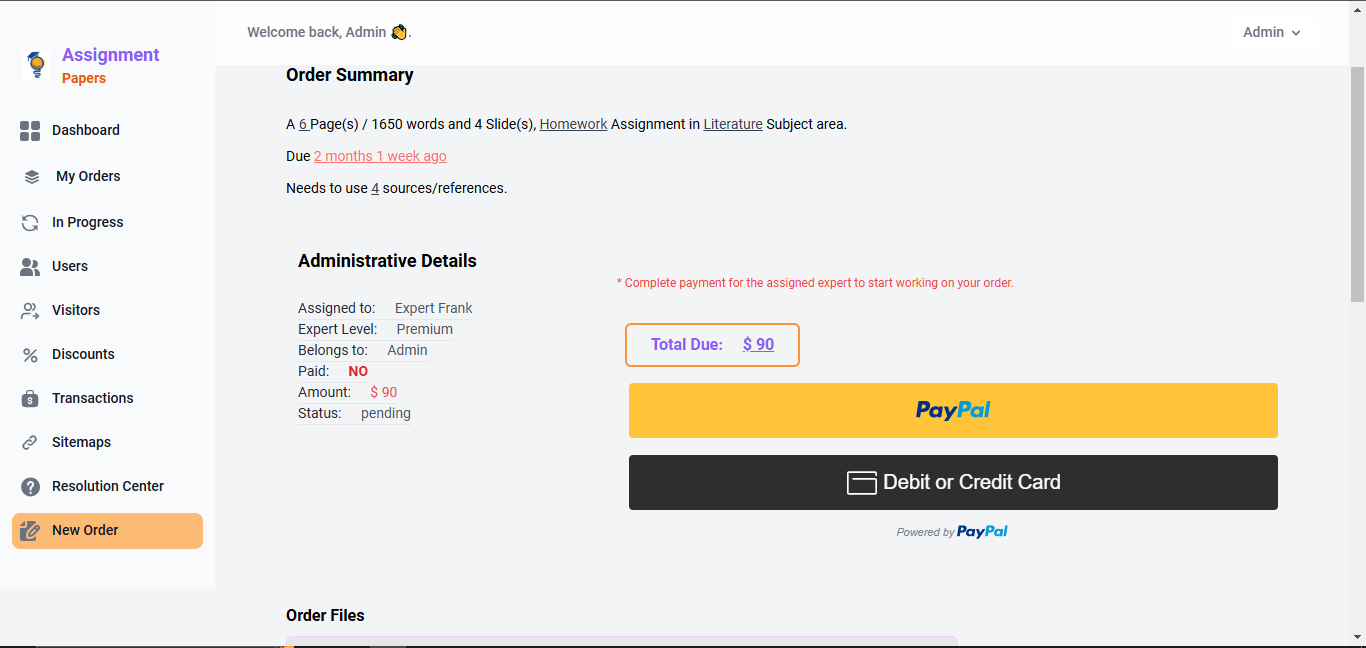 Assignment
Papers
Dashboard
My Orders
In Progress
Users
Visitors
Discounts
Transactions
Sitemaps
Resolution Center
New Order
Welcome back, Admin 👏.
Admin
Order Summary
A 6 Page(s) / 1650 words and 4 Slide(s), Homework Assignment in Literature Subject area.
Due 2 months 1 week ago
Needs to use 4 sources/references.
Administrative Details
Assigned to: Expert Frank
Expert Level: Premium
Belongs to: Admin
Paid: NO
Amount: $ 90
Status: pending
* Complete payment for the assigned expert to start working on your order.
Total Due: $ 90
PayPal
Debit or Credit Card
Powered by PayPal
Order Files